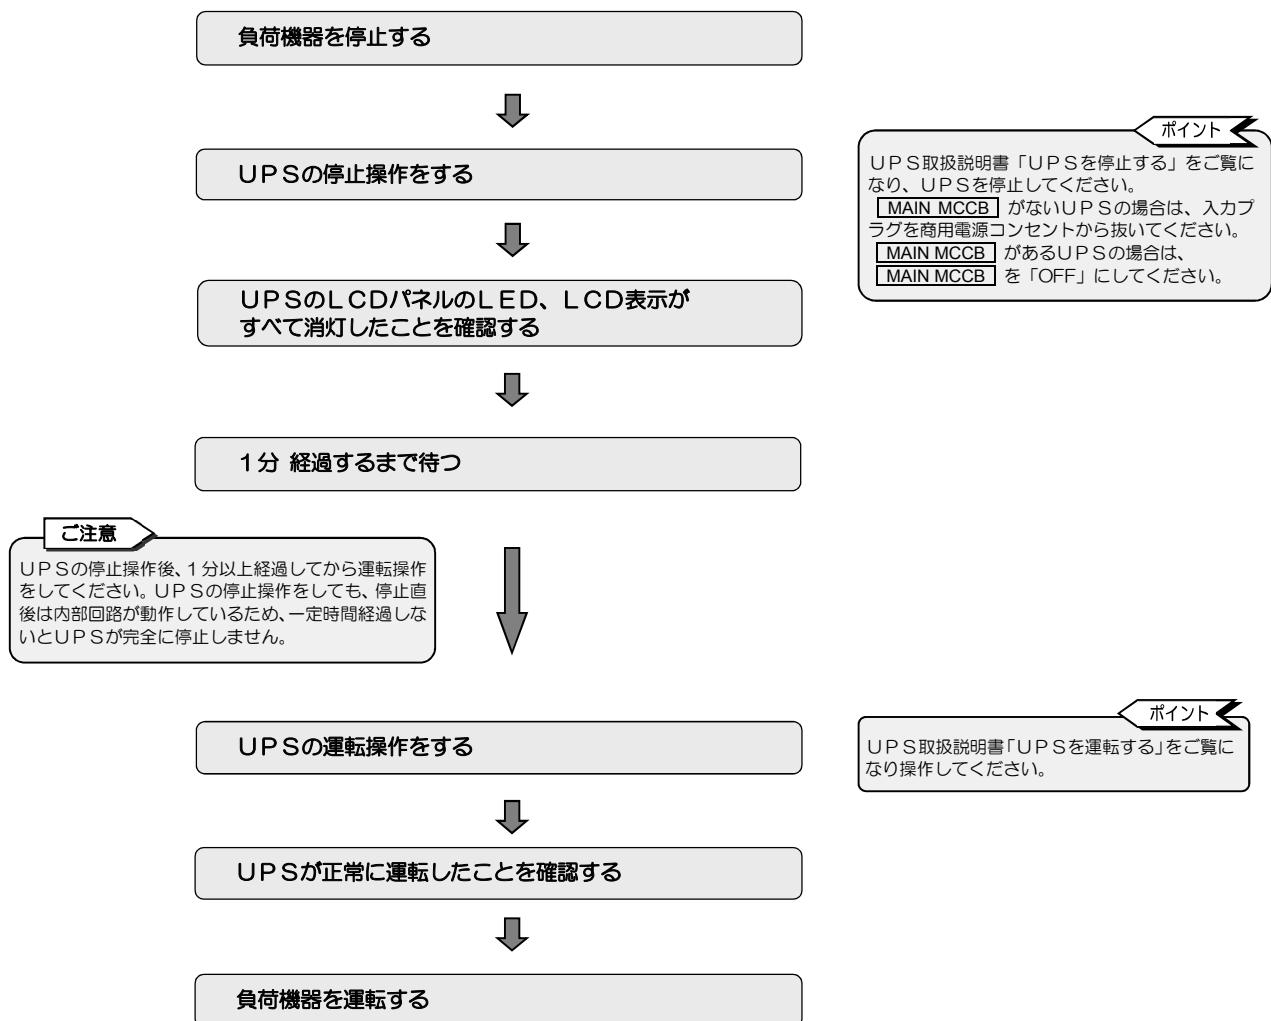 負荷機器を停止する
UPSの停止操作をする
ポイント
UPS取扱説明書「UPSを停止する」をご覧に
なり、UPSを停止してください。
MAIN MCCB がないUPSの場合は、入力プ
ラグを商用電源コンセントから抜いてください。
MAIN MCCB があるUPSの場合は、
MAIN MCCB を「OFF」にしてください。
UPSのLCDパネルのLED、LCD表示が
すべて消灯したことを確認する
1分 経過するまで待つ
ご注意
UPSの停止操作後、1分以上経過してから運転操作
をしてください。UPSの停止操作をしても、停止直
後は内部回路が動作しているため、一定時間経過しな
いとUPSが完全に停止しません。
UPSの運転操作をする
ポイント
UPS取扱説明書「UPSを運転する」をご覧に
なり操作してください。
UPSが正常に運転したことを確認する
負荷機器を運転する